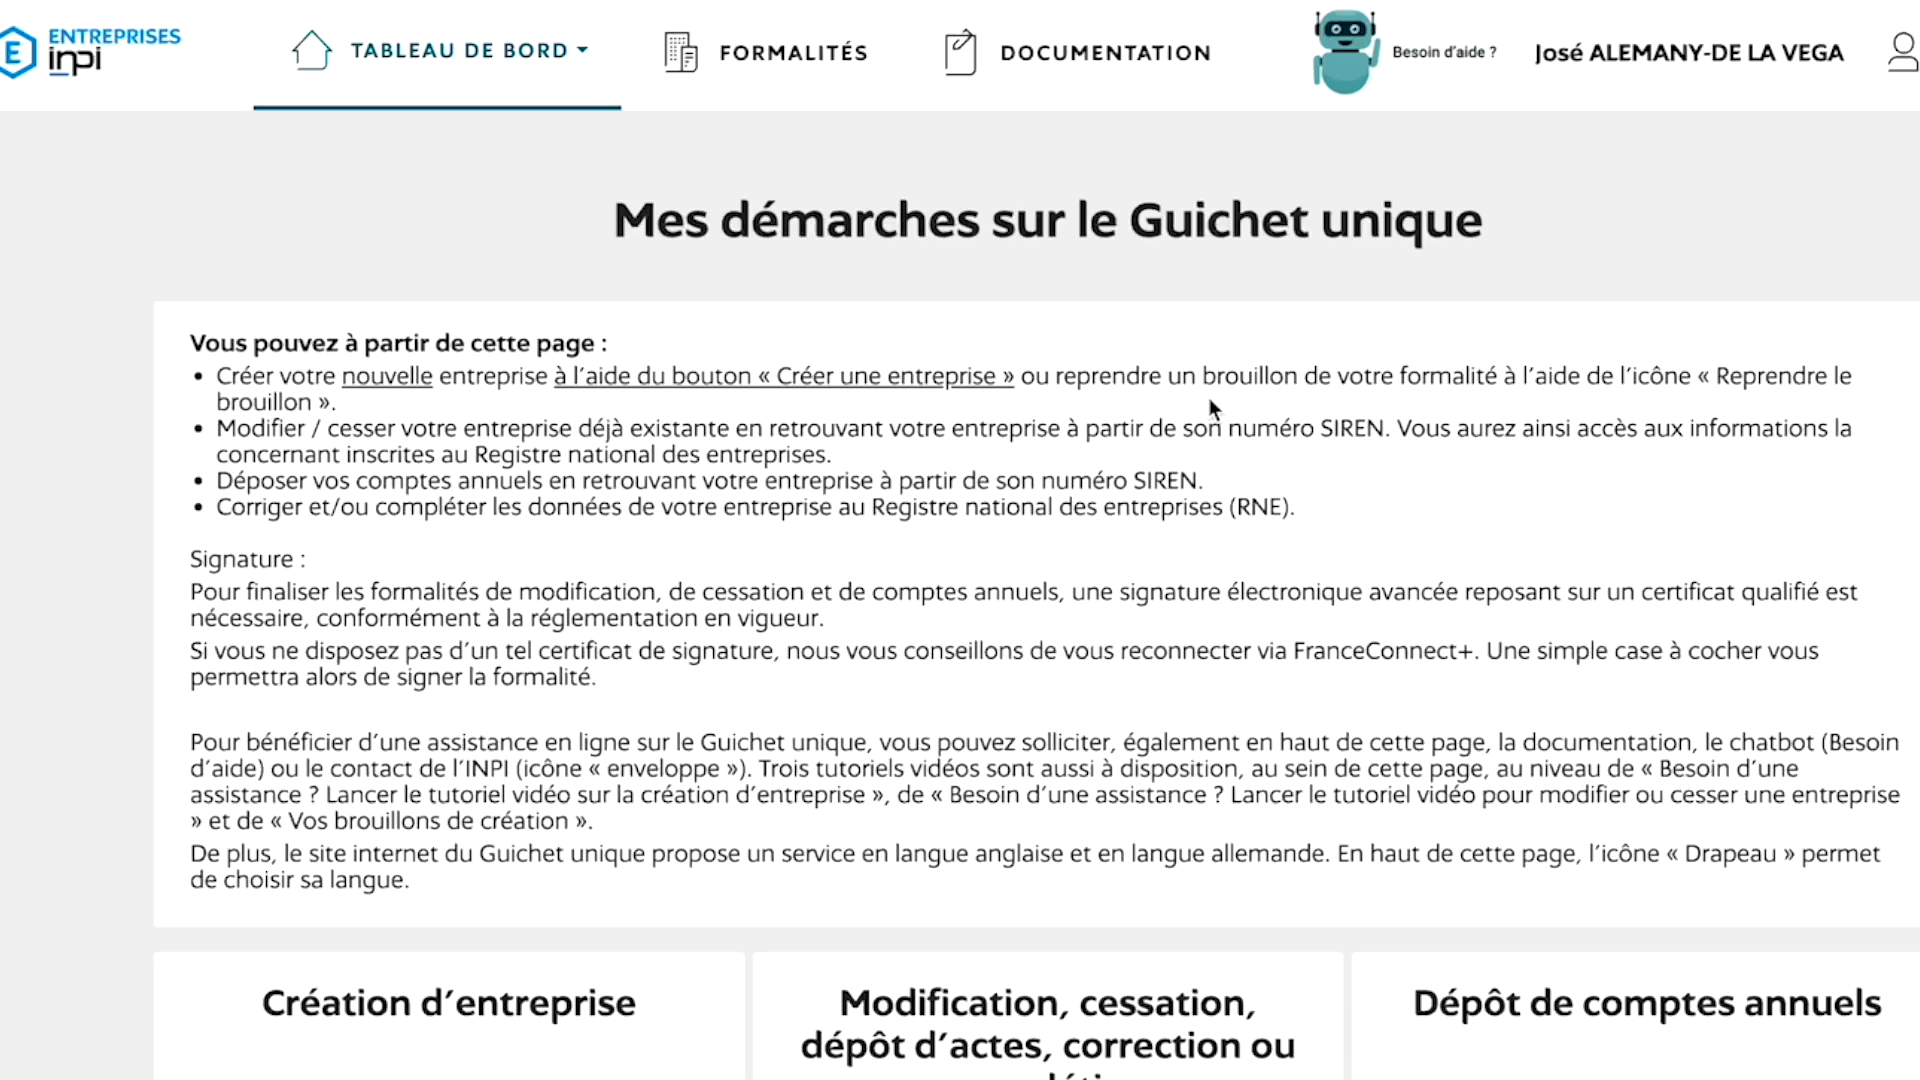 E ENTREPRISES
inpi
TABLEAU DE BORD
FORMALITÉS
DOCUMENTATION
Besoin d'aide ?
José ALEMANY-DE LA VEGA
Mes démarches sur le Guichet unique
Vous pouvez à partir de cette page :
• Créer votre nouvelle entreprise à l'aide du bouton « Créer une entreprise » ou reprendre un brouillon de votre formalité à l'aide de l'icône « Reprendre le
brouillon ».
• Modifier / cesser votre entreprise déjà existante en retrouvant votre entreprise à partir de son numéro SIREN. Vous aurez ainsi accès aux informations la
concernant inscrites au Registre national des entreprises.
• Déposer vos comptes annuels en retrouvant votre entreprise à partir de son numéro SIREN.
• Corriger et/ou compléter les données de votre entreprise au Registre national des entreprises (RNE).
Signature :
Pour finaliser les formalités de modification, de cessation et de comptes annuels, une signature électronique avancée reposant sur un certificat qualifié est
nécessaire, conformément à la réglementation en vigueur.
Si vous ne disposez pas d'un tel certificat de signature, nous vous conseillons de vous reconnecter via FranceConnect+. Une simple case à cocher vous
permettra alors de signer la formalité.
Pour bénéficier d'une assistance en ligne sur le Guichet unique, vous pouvez solliciter, également en haut de cette page, la documentation, le chatbot (Besoin
d'aide) ou le contact de l'INPI (icône « enveloppe »). Trois tutoriels vidéos sont aussi à disposition, au sein de cette page, au niveau de « Besoin d'une
assistance ? Lancer le tutoriel vidéo sur la création d'entreprise », de « Besoin d'une assistance ? Lancer le tutoriel vidéo pour modifier ou cesser une entreprise
» et de « Vos brouillons de création ».
De plus, le site internet du Guichet unique propose un service en langue anglaise et en langue allemande. En haut de cette page, l'icône « Drapeau » permet
de choisir sa langue.
Création d'entreprise
Modification, cessation,
dépôt d'actes, correction ou
Dépôt de comptes annuels